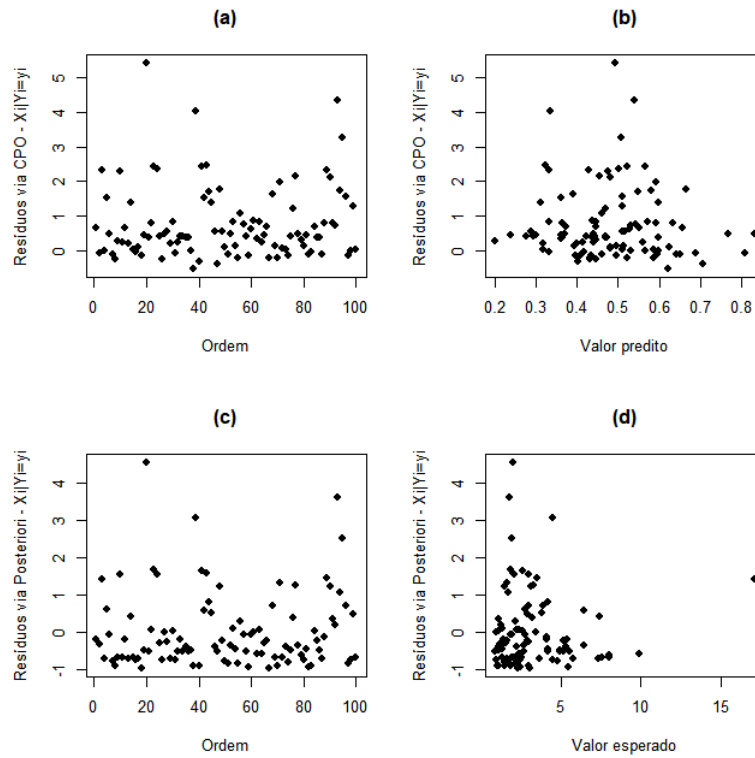 (a)
Resíduos via CPO - Xi|Yi=yi
0 1 2 3 4 5
0 20 40 60 80 100
Ordem
(b)
Resíduos via CPO - Xi|Yi=yi
0 1 2 3 4 5
0.2 0.3 0.4 0.5 0.6 0.7 0.8
Valor predito
(c)
Resíduos via Posteriori - Xi|Yi=yi
-1 0 1 2 3 4
0 20 40 60 80 100
Ordem
(d)
Resíduos via Posteriori - Xi|Yi=yi
-1 0 1 2 3 4
5 10 15
Valor esperado